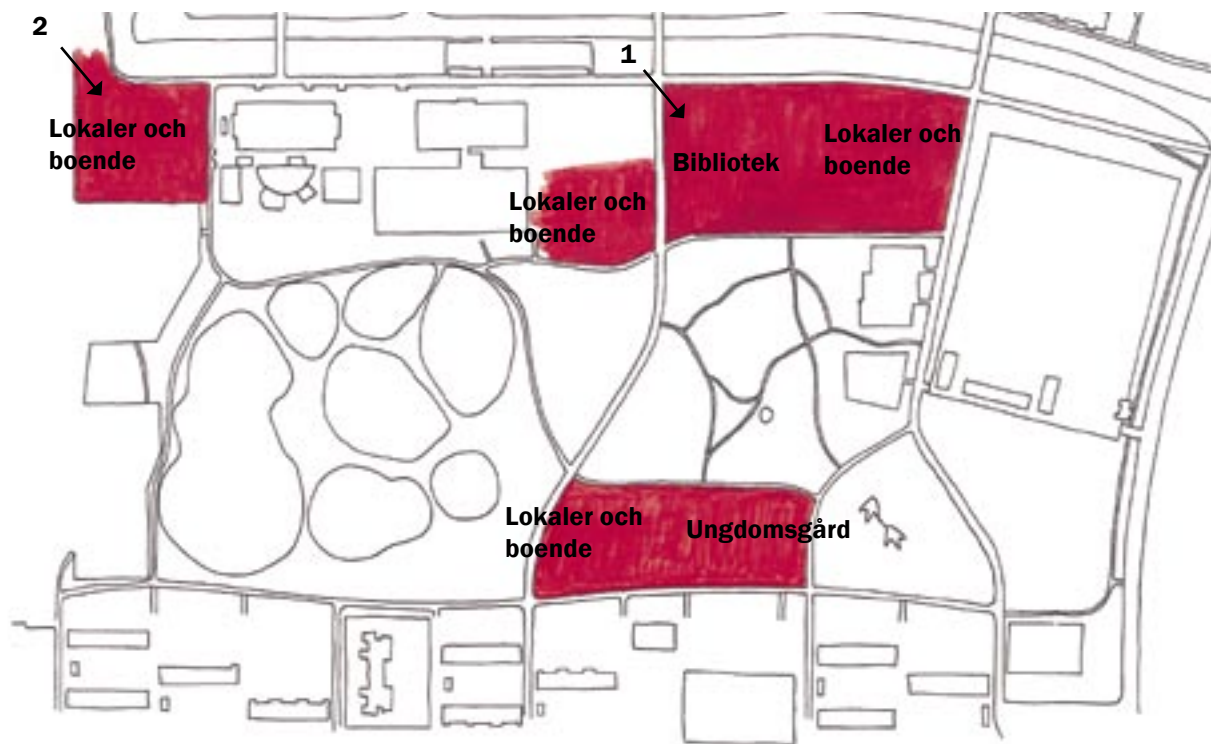 2
1
Lokaler och
boende
Bibliotek
Lokaler och
boende
Lokaler och
boende
Lokaler och
boende
Ungdomsgård